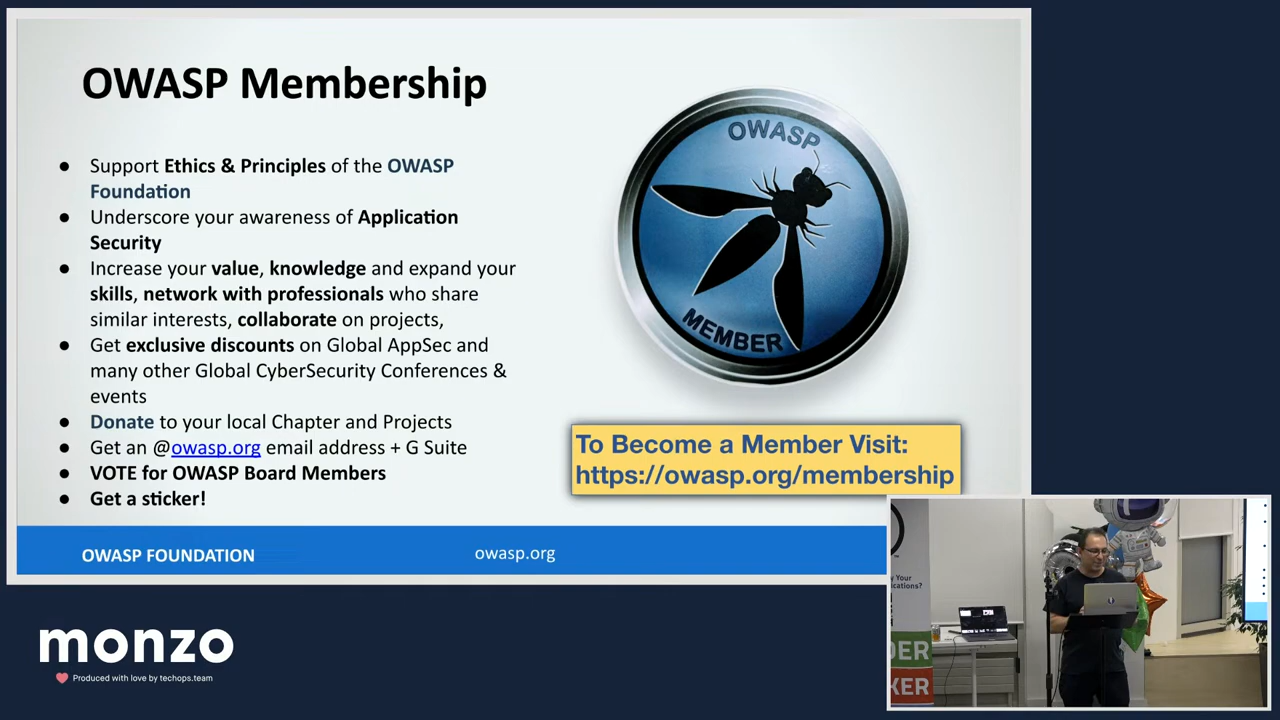 OWASP Membership
● Support Ethics & Principles of the OWASP
Foundation
● Underscore your awareness of Application
Security
● Increase your value, knowledge and expand your
skills, network with professionals who share
similar interests, collaborate on projects,
● Get exclusive discounts on Global AppSec and
many other Global CyberSecurity Conferences &
events
● Donate to your local Chapter and Projects
● Get an @owasp.org email address + G Suite
● VOTE for OWASP Board Members
● Get a sticker!
OWASP
MEMBER
To Become a Member Visit:
https://owasp.org/membership
OWASP FOUNDATION
owasp.org
monzo
Produced with love by techops.team
Your